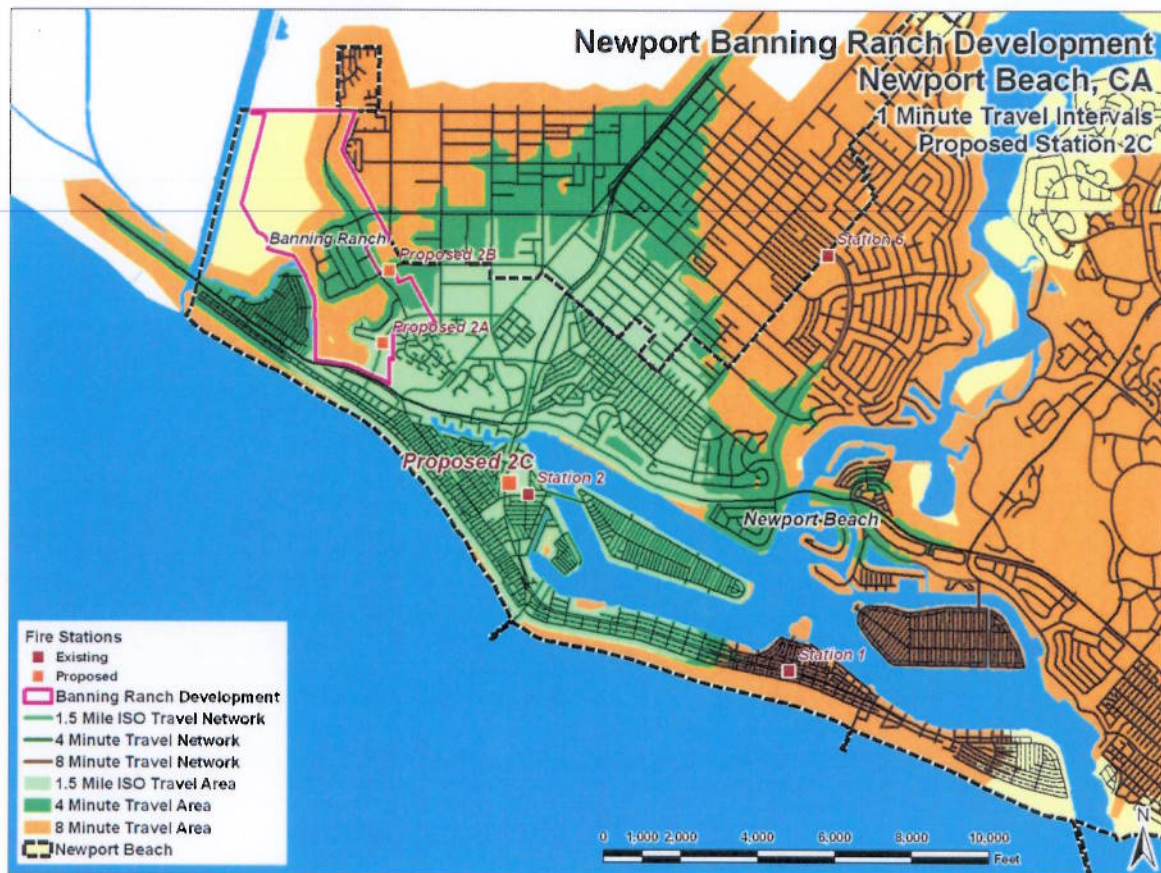 Newport Banning Ranch Development
Newport Beach, CA
1 Minute Travel Intervals
Proposed Station 2C
Station 6
Banning Ranch
Proposed 2B
Proposed 2A
Proposed 2C
Station 2
Newport Beach
Station 1
Fire Stations
Existing
Proposed
Banning Ranch Development
1.5 Mile ISO Travel Network
4 Minute Travel Network
8 Minute Travel Network
1.5 Mile ISO Travel Area
4 Minute Travel Area
8 Minute Travel Area
Newport Beach
0 1,000 2,000 4,000 6,000 8,000 10,000
Feet
N